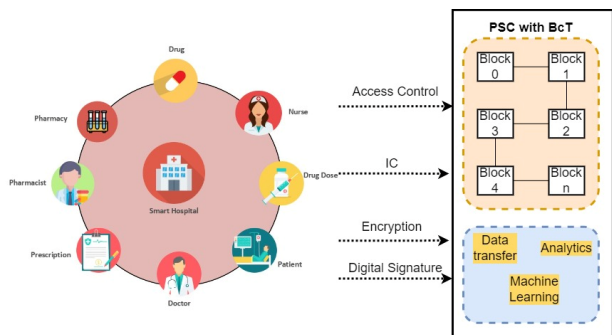 Drug
Nurse
Drug Dose
Patient
Doctor
Prescription
Pharmacist
Pharmacy
Smart Hospital
Access Control
IC
Encryption
Digital Signature
PSC with BcT
Block
0
Block
1
Block
3
Block
2
Block
4
Block
n
Data
transfer
Analytics
Machine
Learning